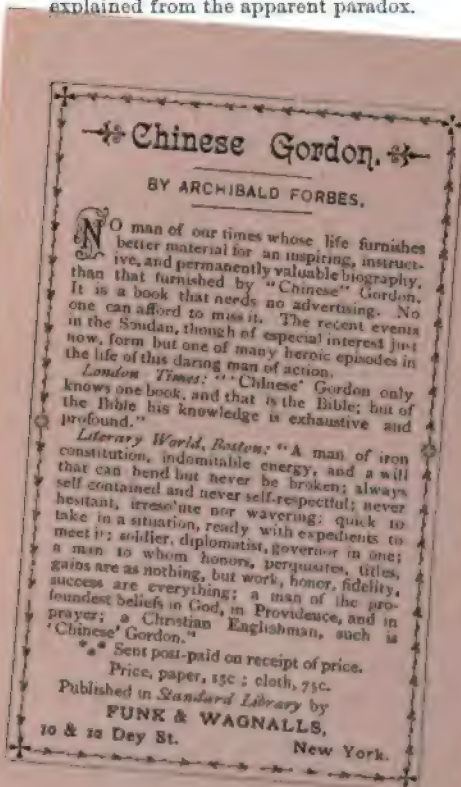 explained from the apparent paradox.
Chinese Gordon.
BY ARCHIBALD FORBES.
NO man of our times whose life furnishes
better material for an inspiring, instruct-
ive, and permanently valuable biography,
than that furnished by "Chinese" Gordon.
It is a book that needs no advertising. No
one can afford to miss it. The recent events
in the Soudan, though of especial interest just
now, form but one of many heroic episodes in
the life of this daring man of action.
London Times: "'Chinese' Gordon only
knows one book, and that is the Bible; but of
the Bible his knowledge is exhaustive and
profound."
Literary World, Boston: "A man of iron
constitution, indomitable energy, and a will
that can bend but never be broken; always
self contained and never self-respectful; never
hesitant, irresolute nor wavering; quick to
take in a situation, ready with expedients to
meet it; soldier, diplomatist, governor in one;
a man to whom honors, perquisites, titles,
gains are as nothing, but work, honor, fidelity,
success are everything; a man of the pro-
foundest beliefs in God, in Providence, and in
prayer; a Christian Englishman, such is
'Chinese' Gordon."
*** Sent post-paid on receipt of price.
Price, paper, 15c ; cloth, 75c.
Published in Standard Library by
FUNK & WAGNALLS,
10 & 12 Dey St. New York.